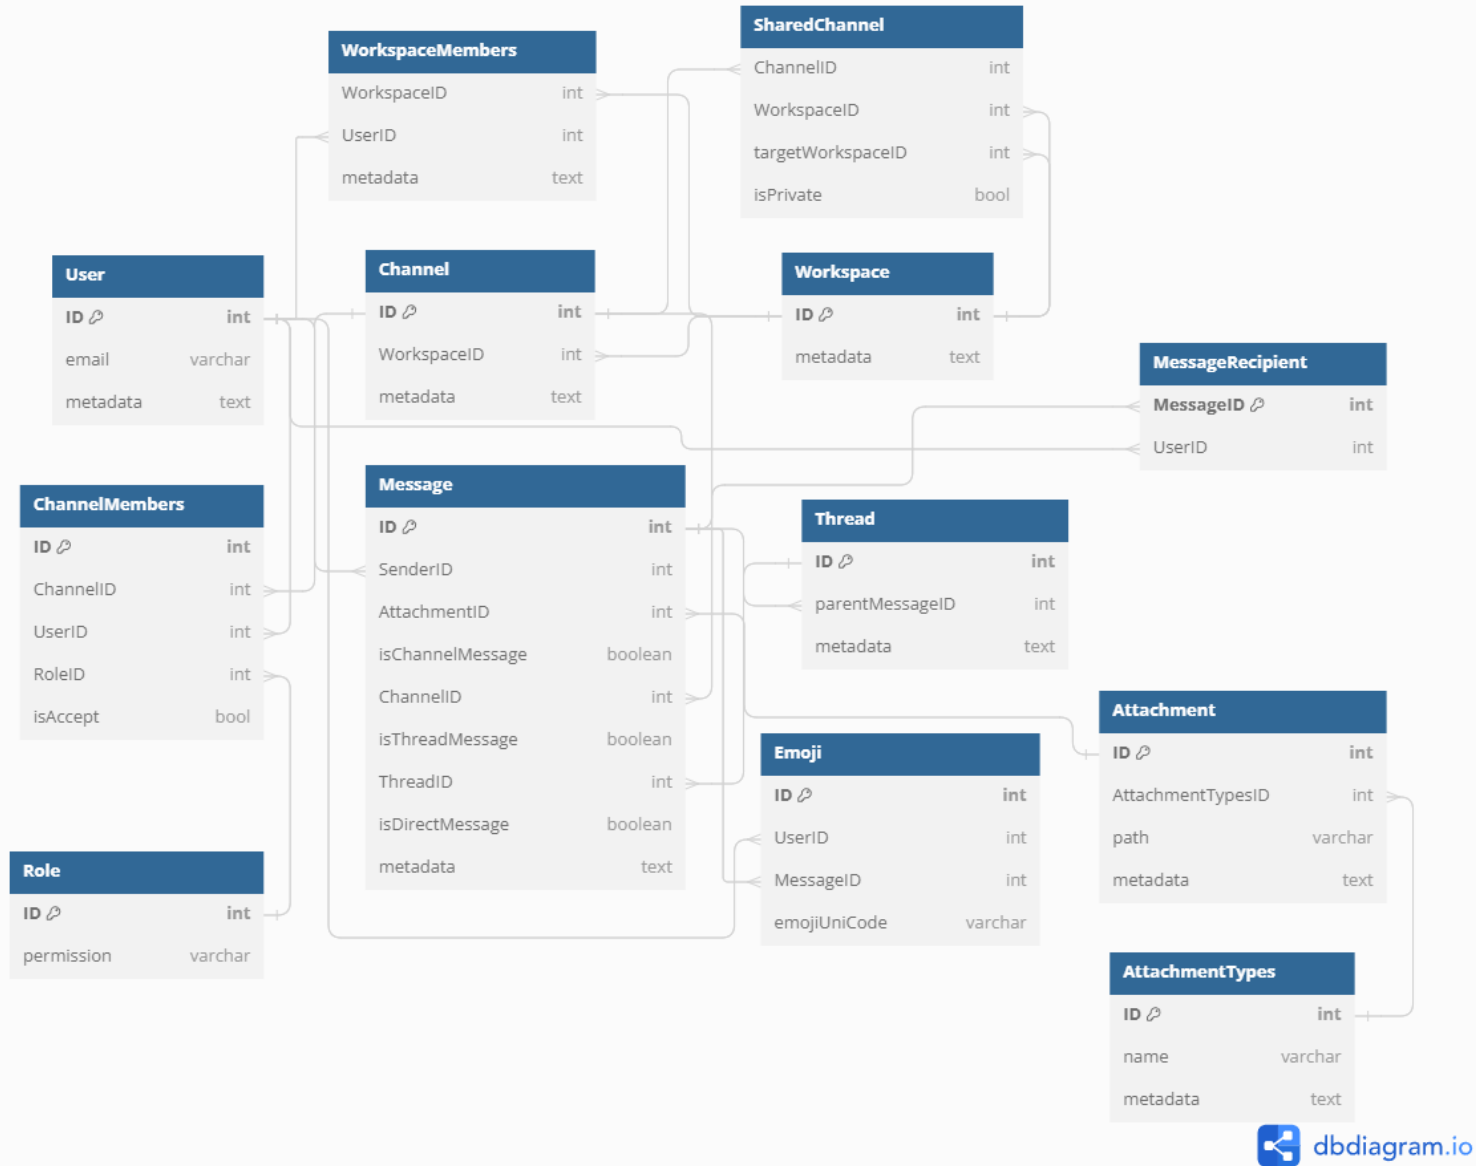 WorkspaceMembers
WorkspaceID int
UserID int
metadata text
SharedChannel
ChannelID int
WorkspaceID int
targetWorkspaceID int
isPrivate bool
User
ID int
email varchar
metadata text
Channel
ID int
WorkspaceID int
metadata text
Workspace
ID int
metadata text
MessageRecipient
MessageID int
UserID int
ChannelMembers
ID int
ChannelID int
UserID int
RoleID int
isAccept bool
Message
ID int
SenderID int
AttachmentID int
isChannelMessage boolean
ChannelID int
isThreadMessage boolean
ThreadID int
isDirectMessage boolean
metadata text
Thread
ID int
parentMessageID int
metadata text
Attachment
ID int
AttachmentTypesID int
path varchar
metadata text
Emoji
ID int
UserID int
MessageID int
emojiUniCode varchar
Role
ID int
permission varchar
AttachmentTypes
ID int
name varchar
metadata text
dbdiagram.io